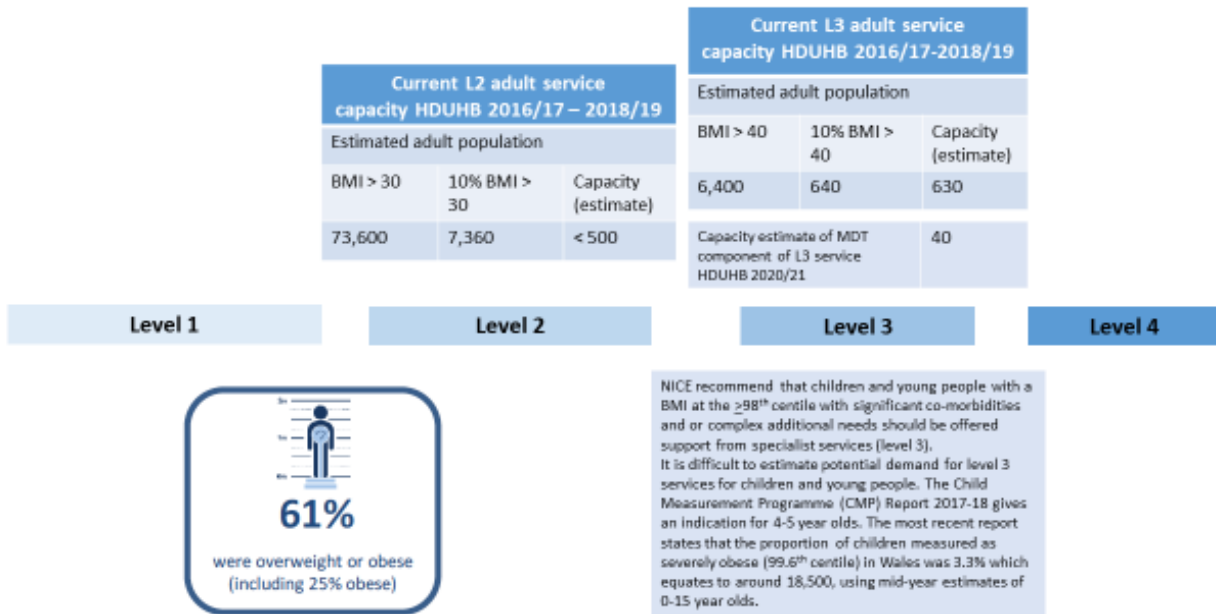 Current L2 adult service
capacity HDUHB 2016/17 – 2018/19
Estimated adult population
BMI > 30
10% BMI >
30
Capacity
(estimate)
73,600
7,360
< 500
Current L3 adult service
capacity HDUHB 2016/17-2018/19
Estimated adult population
BMI > 40
10% BMI >
40
Capacity
(estimate)
6,400
640
630
Capacity estimate of MDT
component of L3 service
HDUHB 2020/21
40
Level 1
Level 2
Level 3
Level 4
61%
were overweight or obese
(including 25% obese)
NICE recommend that children and young people with a
BMI at the ≥98th centile with significant co-morbidities
and or complex additional needs should be offered
support from specialist services (level 3).
It is difficult to estimate potential demand for level 3
services for children and young people. The Child
Measurement Programme (CMP) Report 2017-18 gives
an indication for 4-5 year olds. The most recent report
states that the proportion of children measured as
severely obese (99.6th centile) in Wales was 3.3% which
equates to around 18,500, using mid-year estimates of
0-15 year olds.